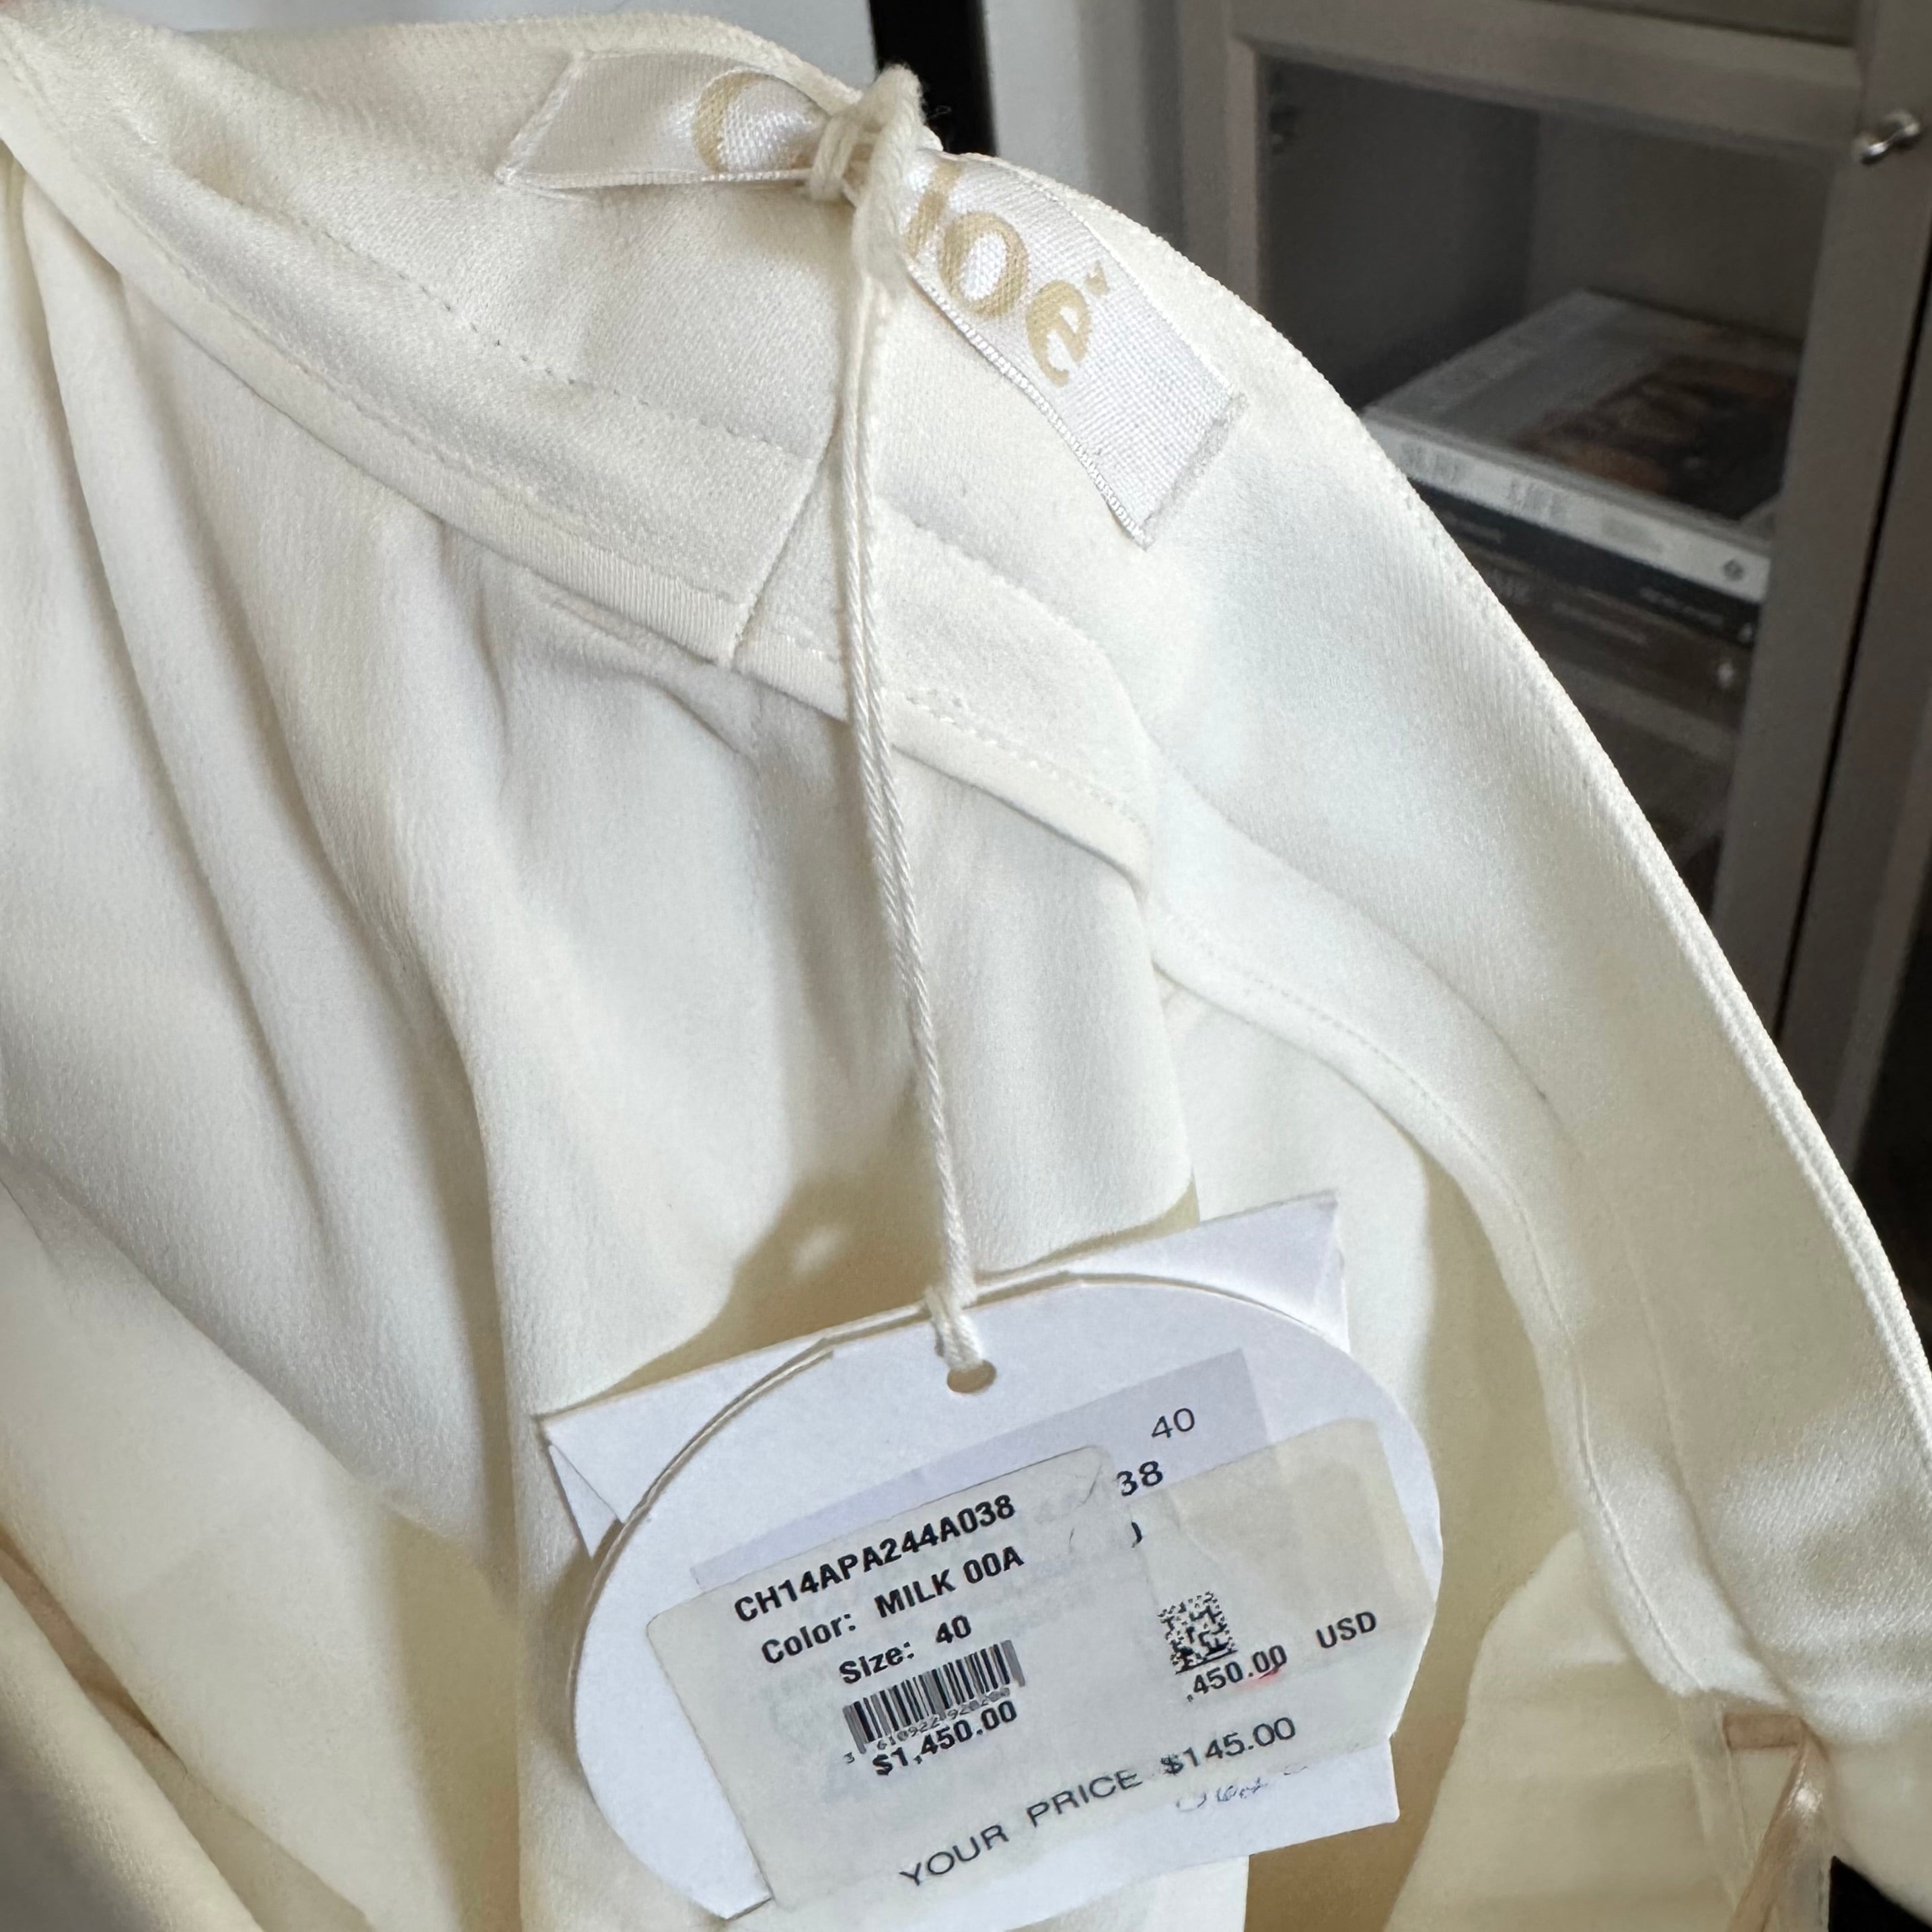 Chloé
40
38
CH14APA244A038
Color: MILK 00A
Size: 40
$1,450.00
.450.00 USD
YOUR PRICE $145.00